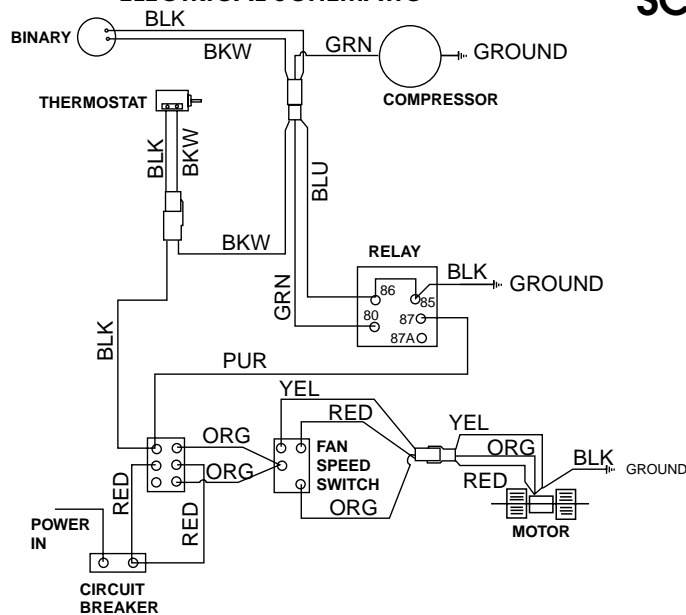 BLK
BINARY
BKW
GRN
GROUND
COMPRESSOR
THERMOSTAT
BLK
BKW
BLU
BKW
RELAY
BLK
GROUND
86
85
80
87
87A
GRN
BLK
PUR
YEL
RED
YEL
ORG
FAN
SPEED
SWITCH
ORG
BLK
GROUND
ORG
RED
ORG
RED
RED
POWER
IN
MOTOR
CIRCUIT
BREAKER